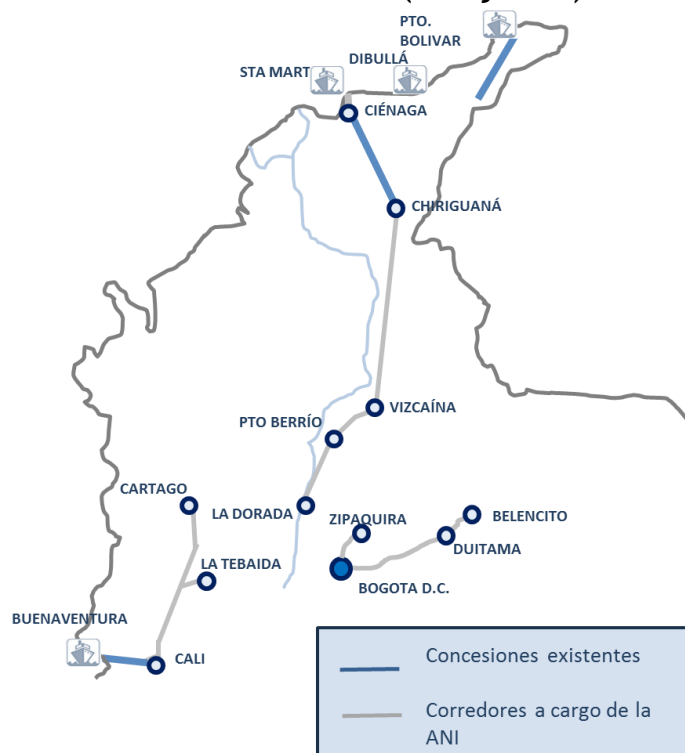 PTO.
BOLIVAR
DIBULLÁ
STA MART
CIÉNAGA
CHIRIGUANÁ
VIZCAÍNA
PTO BERRÍO
CARTAGO
LA DORADA
ZIPAQUIRA
BELENCITO
DUITAMA
LA TEBAIDA
BOGOTA D.C.
BUENAVENTURA
CALI
Concesiones existentes
Corredores a cargo de la
ANI